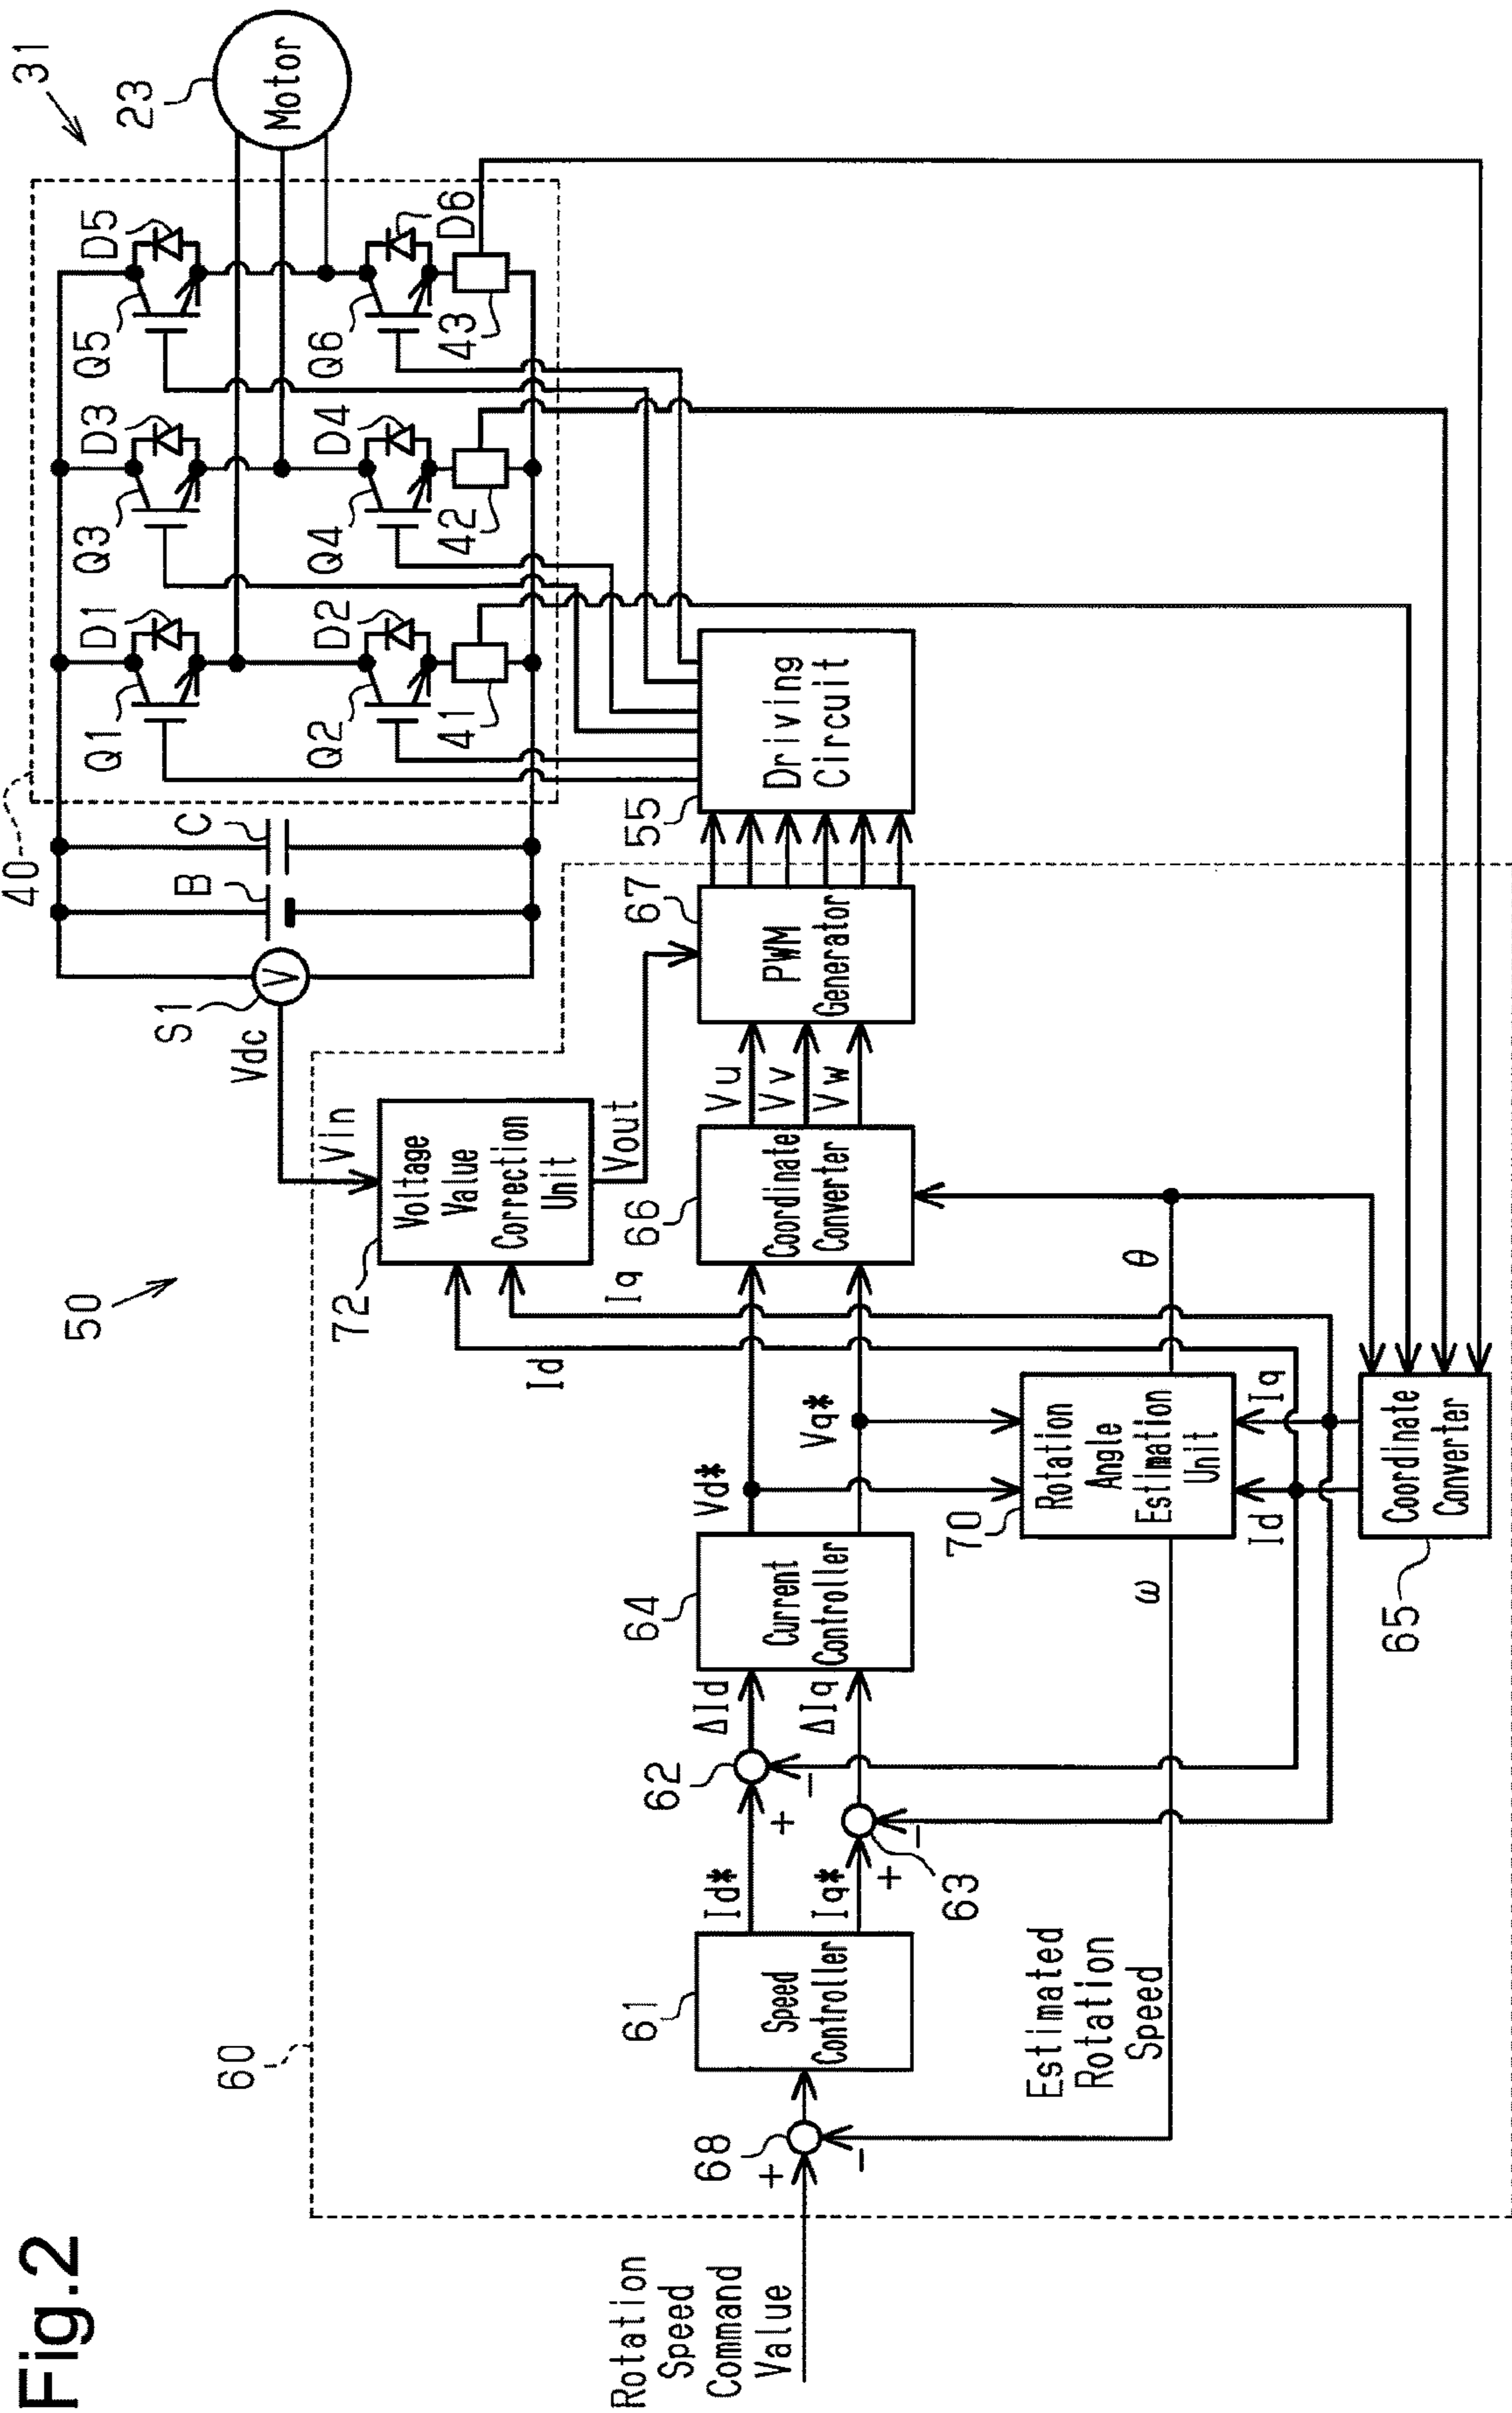 Fig.2
31
23
Motor
40
Q1
D1
Q3
D3
Q5
D5
Q2
D2
Q4
D4
Q6
D6
41
42
43
C
B
V
S1
Vdc
50
60
Vin
Voltage
Value
Correction
Unit
72
Vout
Id
Iq
Rotation
Speed
Command
Value
+
−
68
61
Speed
Controller
Id*
Iq*
+
−
62
+
−
63
ΔId
ΔIq
64
Current
Controller
Vd*
Vq*
66
Coordinate
Converter
Vu
Vv
Vw
67
PWM
Generator
55
Driving
Circuit
Estimated
Rotation
Speed
ω
70
Rotation
Angle
Estimation
Unit
θ
Id
Iq
65
Coordinate
Converter